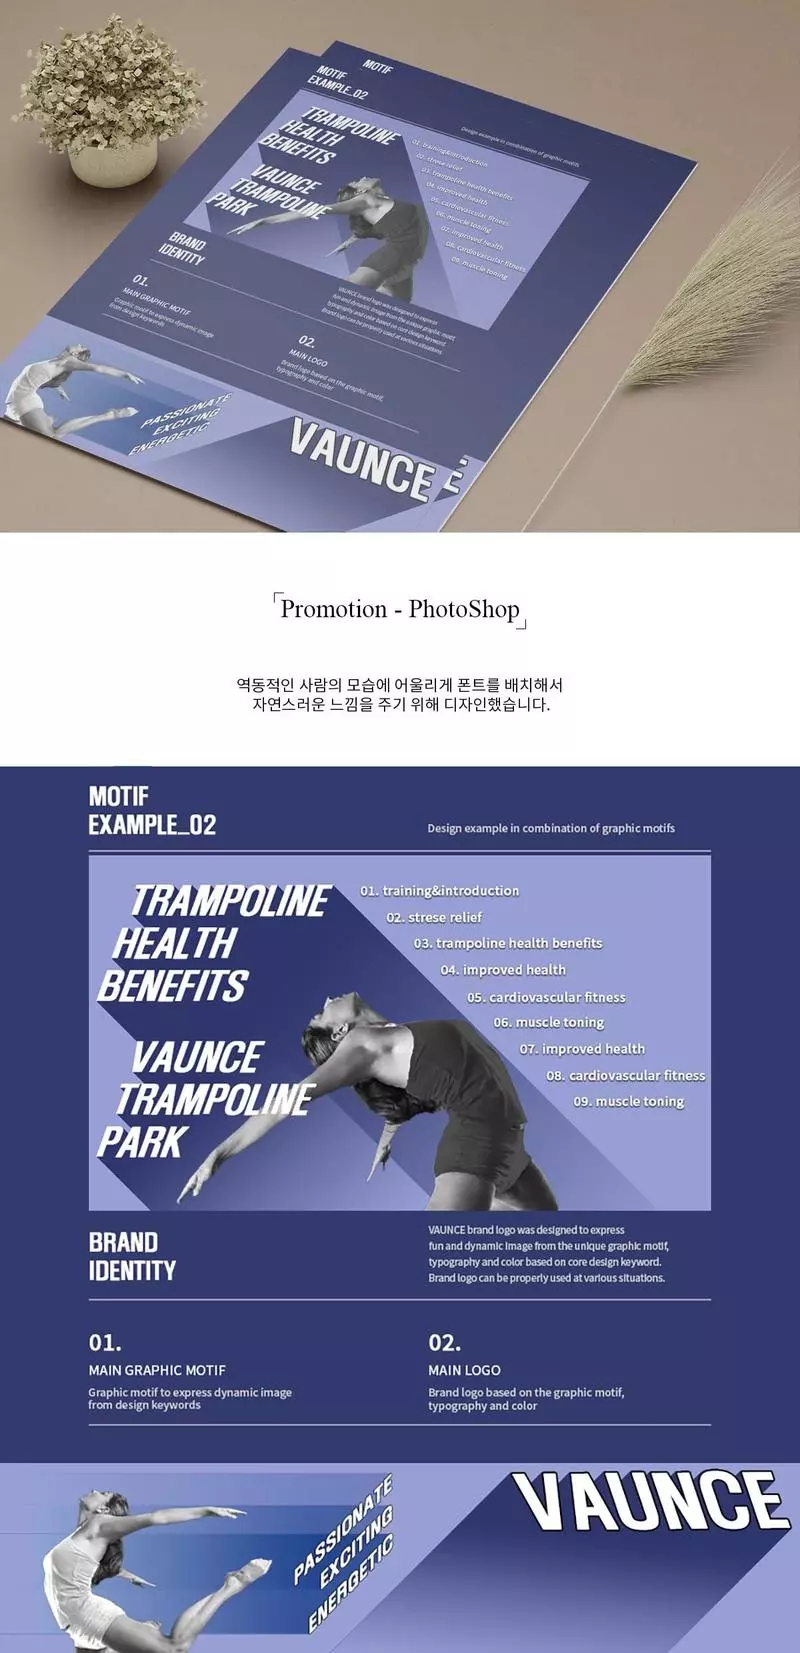 MOTIF
MOTIF
EXAMPLE_02
Design example in combination of graphic motifs
TRAMPOLINE
HEALTH
BENEFITS
VAUNCE
TRAMPOLINE
PARK
01. training&introduction
02. strese relief
03. trampoline health benefits
04. improved health
05. cardiovascular fitness
06. muscle toning
07. improved health
08. cardiovascular fitness
09. muscle toning
BRAND
IDENTITY
VAUNCE brand logo was designed to express
fun and dynamic image from the unique graphic motif,
typography and color based on core design keyword.
Brand logo can be properly used at various situations.
01.
MAIN GRAPHIC MOTIF
Graphic motif to express dynamic image
from design keywords
02.
MAIN LOGO
Brand logo based on the graphic motif,
typography and color
PASSIONATE
EXCITING
ENERGETIC
VAUNCE
E
「Promotion - PhotoShop」
역동적인 사람의 모습에 어울리게 폰트를 배치해서
자연스러운 느낌을 주기 위해 디자인했습니다.
MOTIF
EXAMPLE_02
Design example in combination of graphic motifs
TRAMPOLINE
HEALTH
BENEFITS
VAUNCE
TRAMPOLINE
PARK
01. training&introduction
02. strese relief
03. trampoline health benefits
04. improved health
05. cardiovascular fitness
06. muscle toning
07. improved health
08. cardiovascular fitness
09. muscle toning
BRAND
IDENTITY
VAUNCE brand logo was designed to express
fun and dynamic image from the unique graphic motif,
typography and color based on core design keyword.
Brand logo can be properly used at various situations.
01.
MAIN GRAPHIC MOTIF
Graphic motif to express dynamic image
from design keywords
02.
MAIN LOGO
Brand logo based on the graphic motif,
typography and color
PASSIONATE
EXCITING
ENERGETIC
VAUNCE